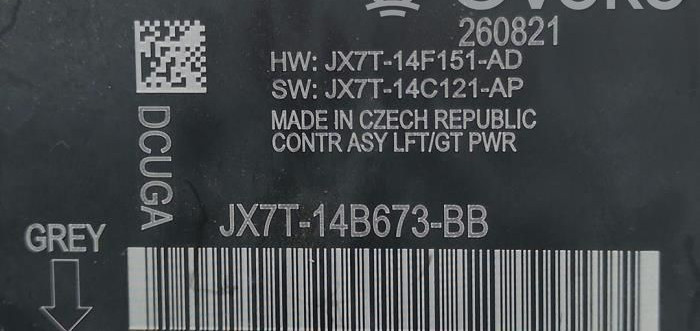 260821
HW: JX7T-14F151-AD
SW: JX7T-14C121-AP
MADE IN CZECH REPUBLIC
CONTR ASY LFT/GT PWR
DCUGA
JX7T-14B673-BB
GREY